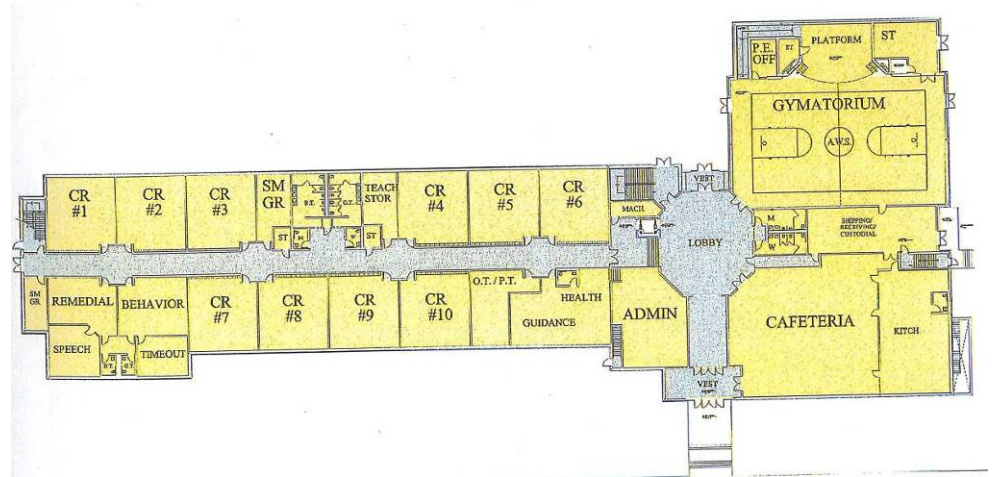 PLATFORM
ST
P.E.
OFF
ST
GYMATORIUM
A.W.S.
CR
#1
CR
#2
CR
#3
SM
GR
B.T.
G.T.
TEACH
STOR
CR
#4
CR
#5
CR
#6
VEST
MACH.
ST
M
W
ST
LOBBY
M
W
SHIPPING/
RECEIVING/
CUSTODIAL
SM
GR
REMEDIAL
BEHAVIOR
CR
#7
CR
#8
CR
#9
CR
#10
O.T. / P.T.
HEALTH
GUIDANCE
ADMIN
CAFETERIA
KITCH.
SPEECH
B.T.
G.T.
TIMEOUT
VEST